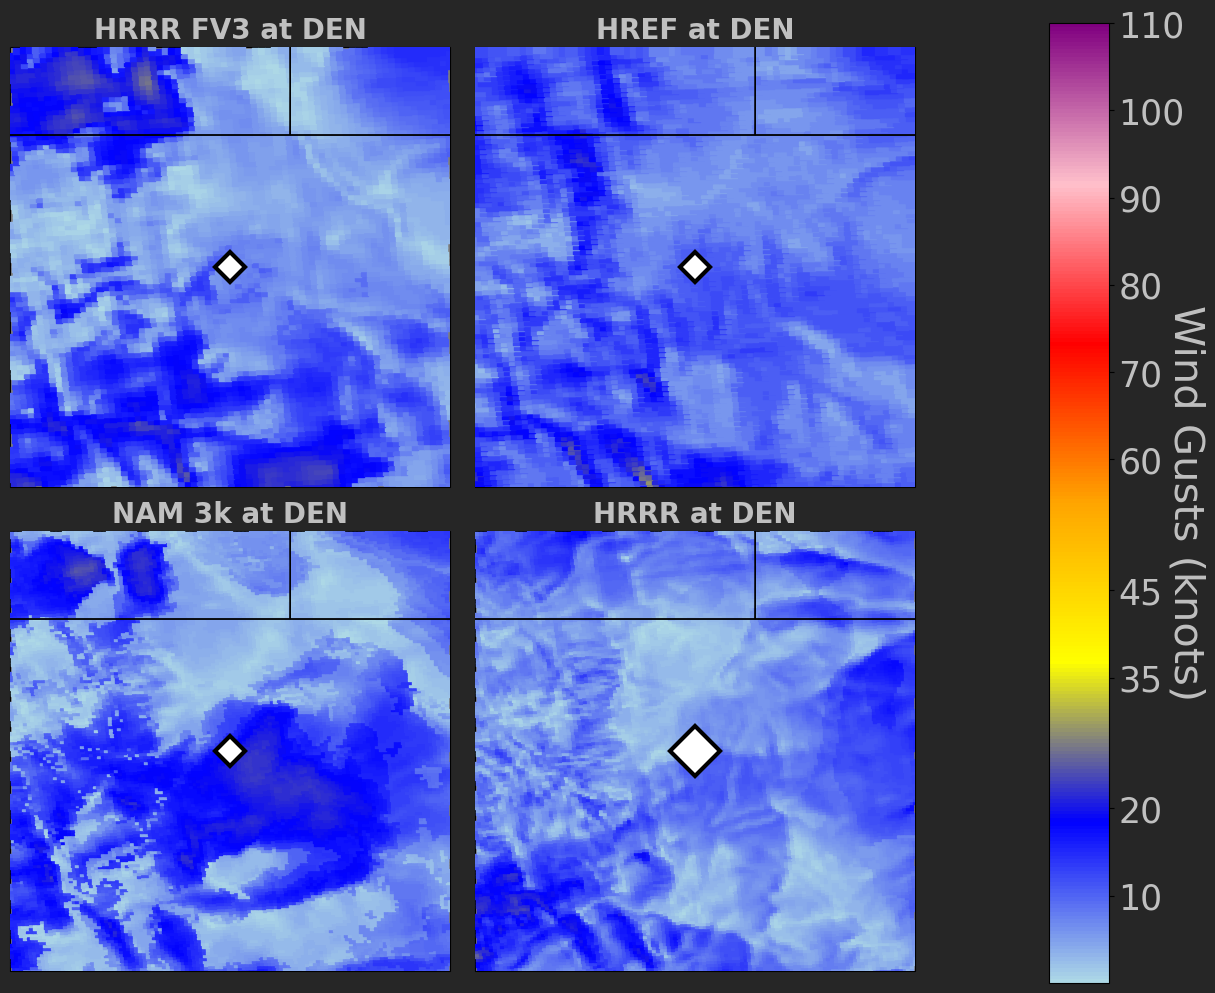 HRRR FV3 at DEN
HREF at DEN
NAM 3k at DEN
HRRR at DEN
110
100
90
80
70
60
45
35
20
10
Wind Gusts (knots)